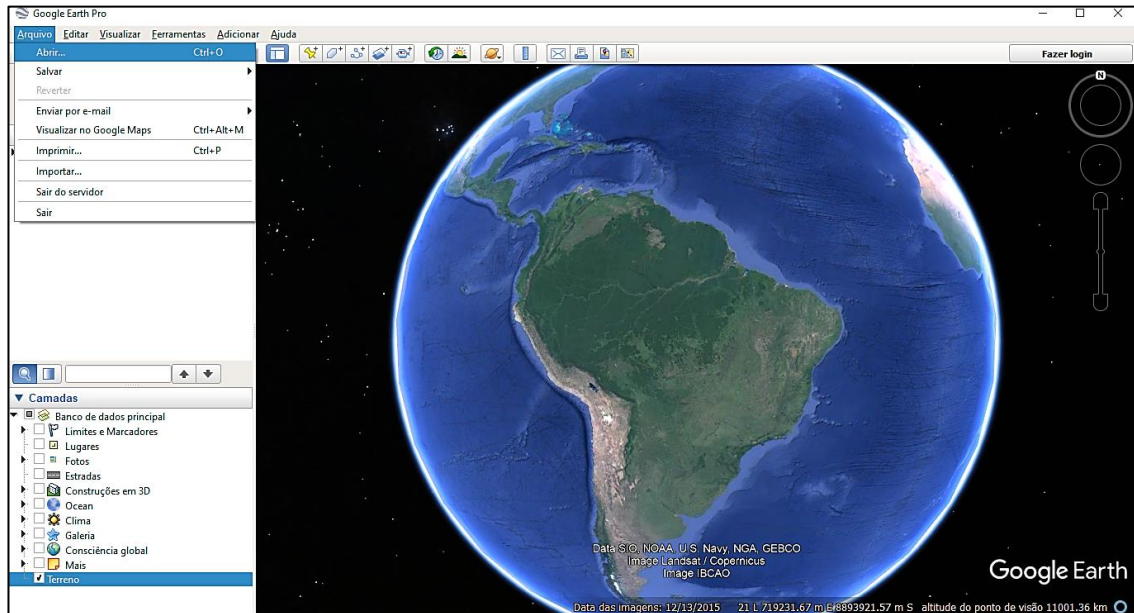 Google Earth Pro
Arquivo Editar Visualizar Ferramentas Adicionar Ajuda
Abrir... Ctrl+O
Salvar
Reverter
Enviar por e-mail
Visualizar no Google Maps Ctrl+Alt+M
Imprimir... Ctrl+P
Importar...
Sair do servidor
Sair
Fazer login
N
Camadas
Banco de dados principal
Limites e Marcadores
Lugares
Fotos
Estradas
Construções em 3D
Ocean
Clima
Galeria
Consciência global
Mais
Terreno
Data SIO, NOAA, U.S. Navy, NGA, GEBCO
Image Landsat / Copernicus
Image IBCAO
Google Earth
Data das imagens: 12/13/2015 21 L 719231.67 m E 8893921.57 m S altitude do ponto de visão 11001.36 km